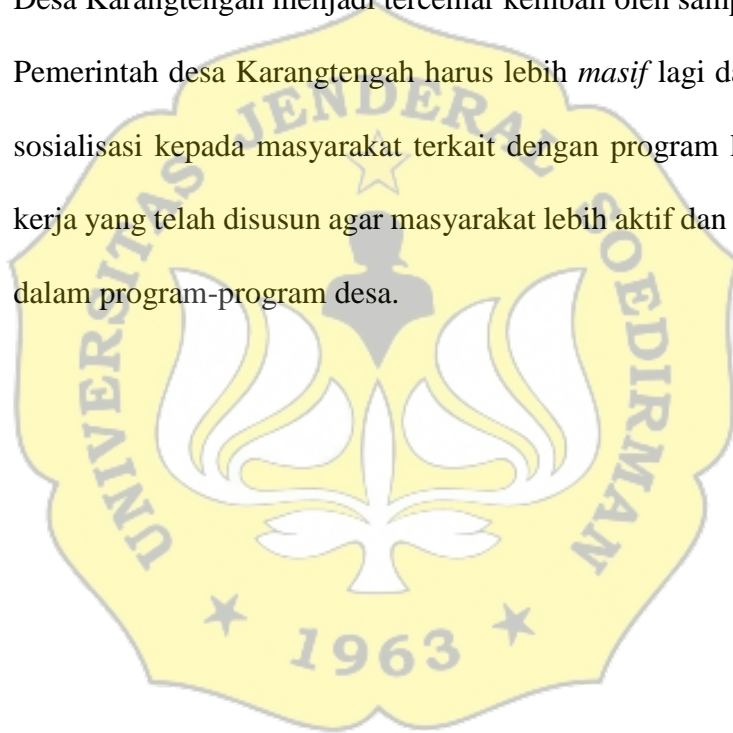 Desa Karangtengah menjadi tercemar kembali oleh
Pemerintah desa Karangtengah harus lebih masif lagi
sosialisasi kepada masyarakat terkait dengan program
kerja yang telah disusun agar masyarakat lebih aktif dan
dalam program-program desa.
UNIVERSITAS JENDERAL SOEDIRMAN
1963